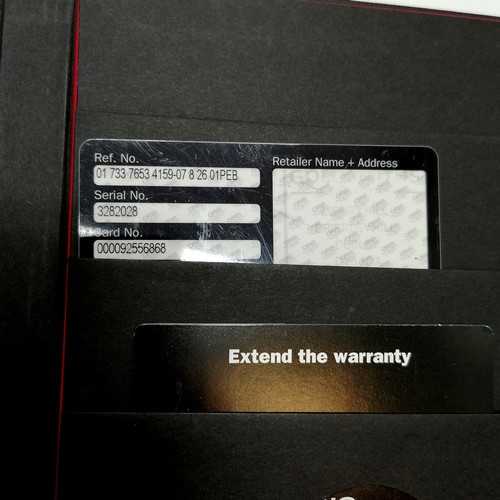 Ref. No.
01 733 7653 4159-07 8 26 01PEB
Serial No.
3282028
Card No.
000092556868
Retailer Name + Address
Extend the warranty